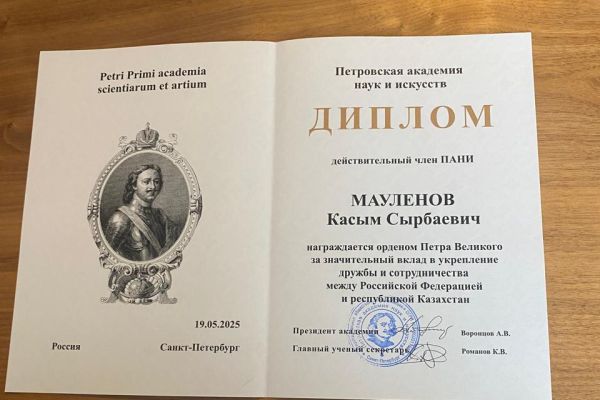 Petri Primi academia
scientiarum et artium
19.05.2025
Россия Санкт-Петербург
Петровская академия
наук и искусств
ДИПЛОМ
действительный член ПАНИ
МАУЛЕНОВ
Касым Сырбаевич
награждается орденом Петра Великого
за значительный вклад в укрепление
дружбы и сотрудничества
между Российской Федерацией
и республикой Казахстан
Президент академии Воронцов А.В.
Главный ученый секретарь Романов К.В.